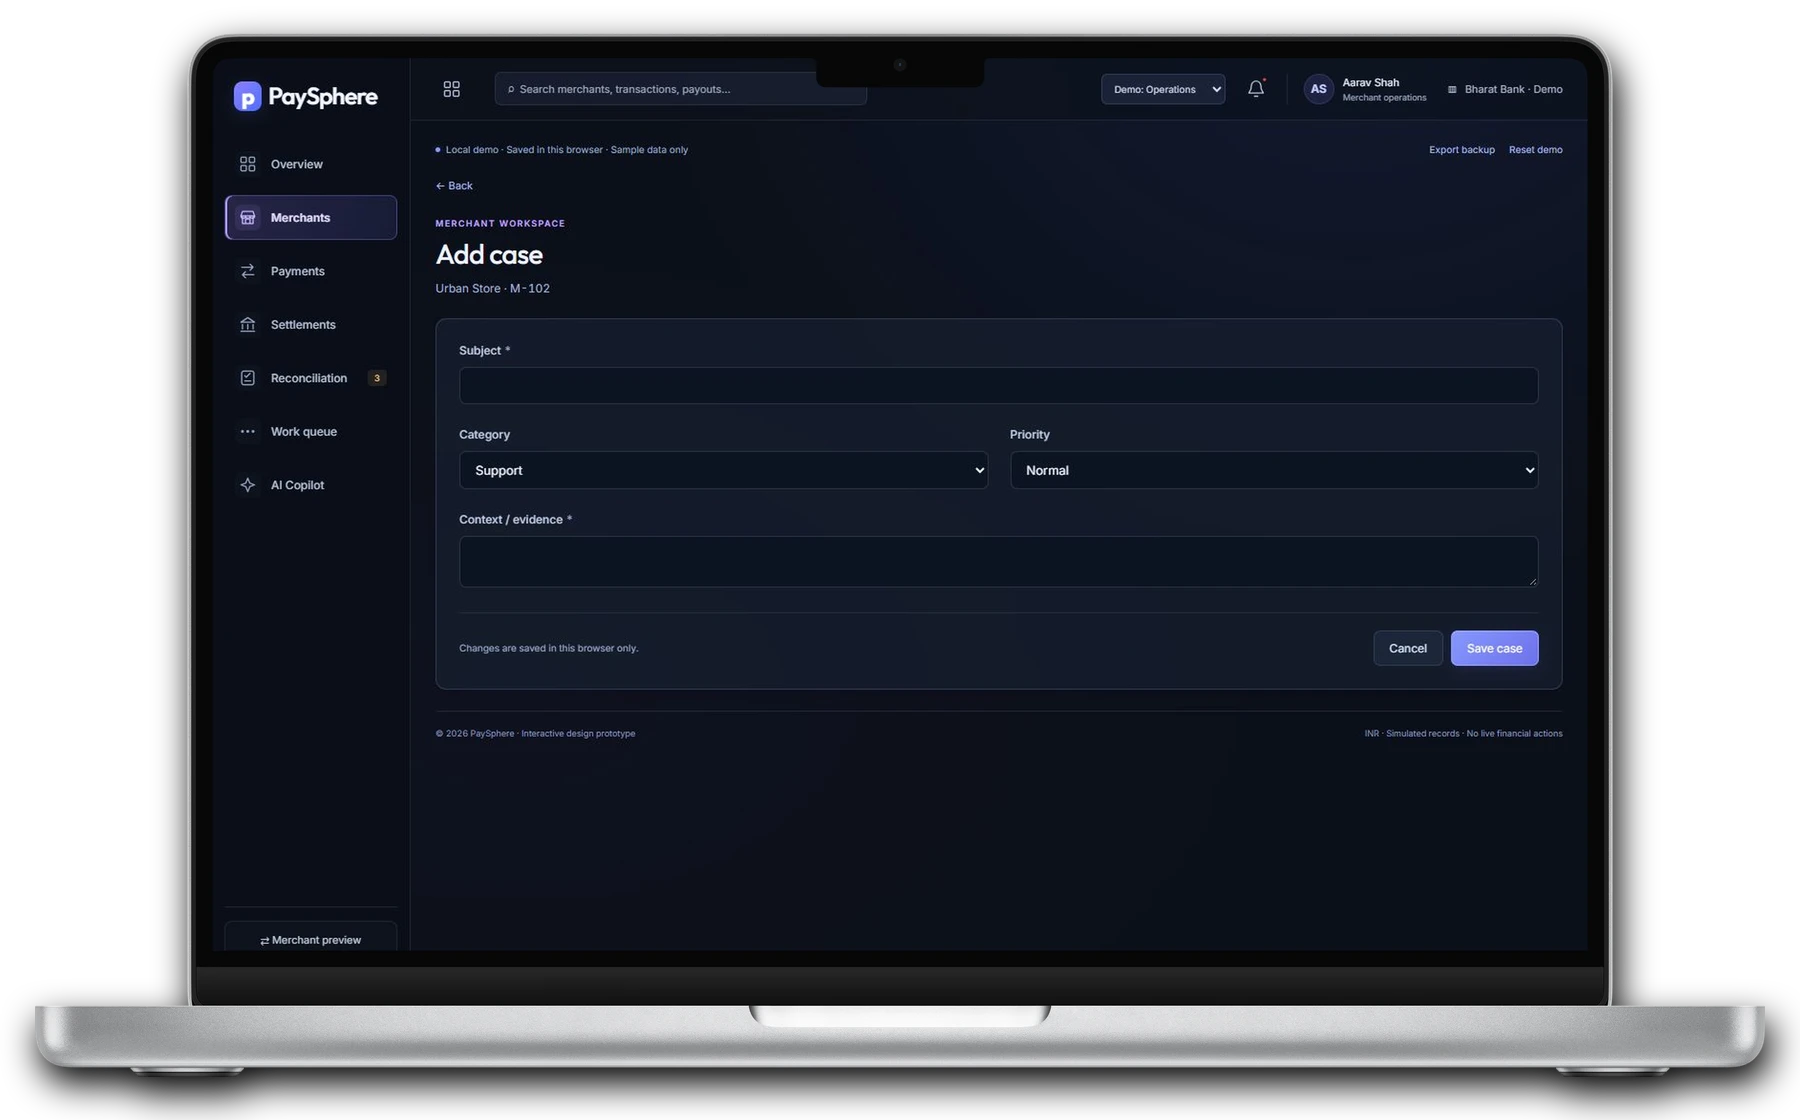 PaySphere
Search merchants, transactions, payouts...
Demo: Operations
AS
Aarav Shah
Merchant operations
Bharat Bank · Demo
Overview
Merchants
Payments
Settlements
Reconciliation 3
Work queue
AI Copilot
Merchant preview
Local demo · Saved in this browser · Sample data only
Export backup
Reset demo
← Back
MERCHANT WORKSPACE
Add case
Urban Store · M-102
Subject *
Category
Priority
Support
Normal
Context / evidence *
Changes are saved in this browser only.
Cancel
Save case
© 2026 PaySphere · Interactive design prototype
INR · Simulated records · No live financial actions